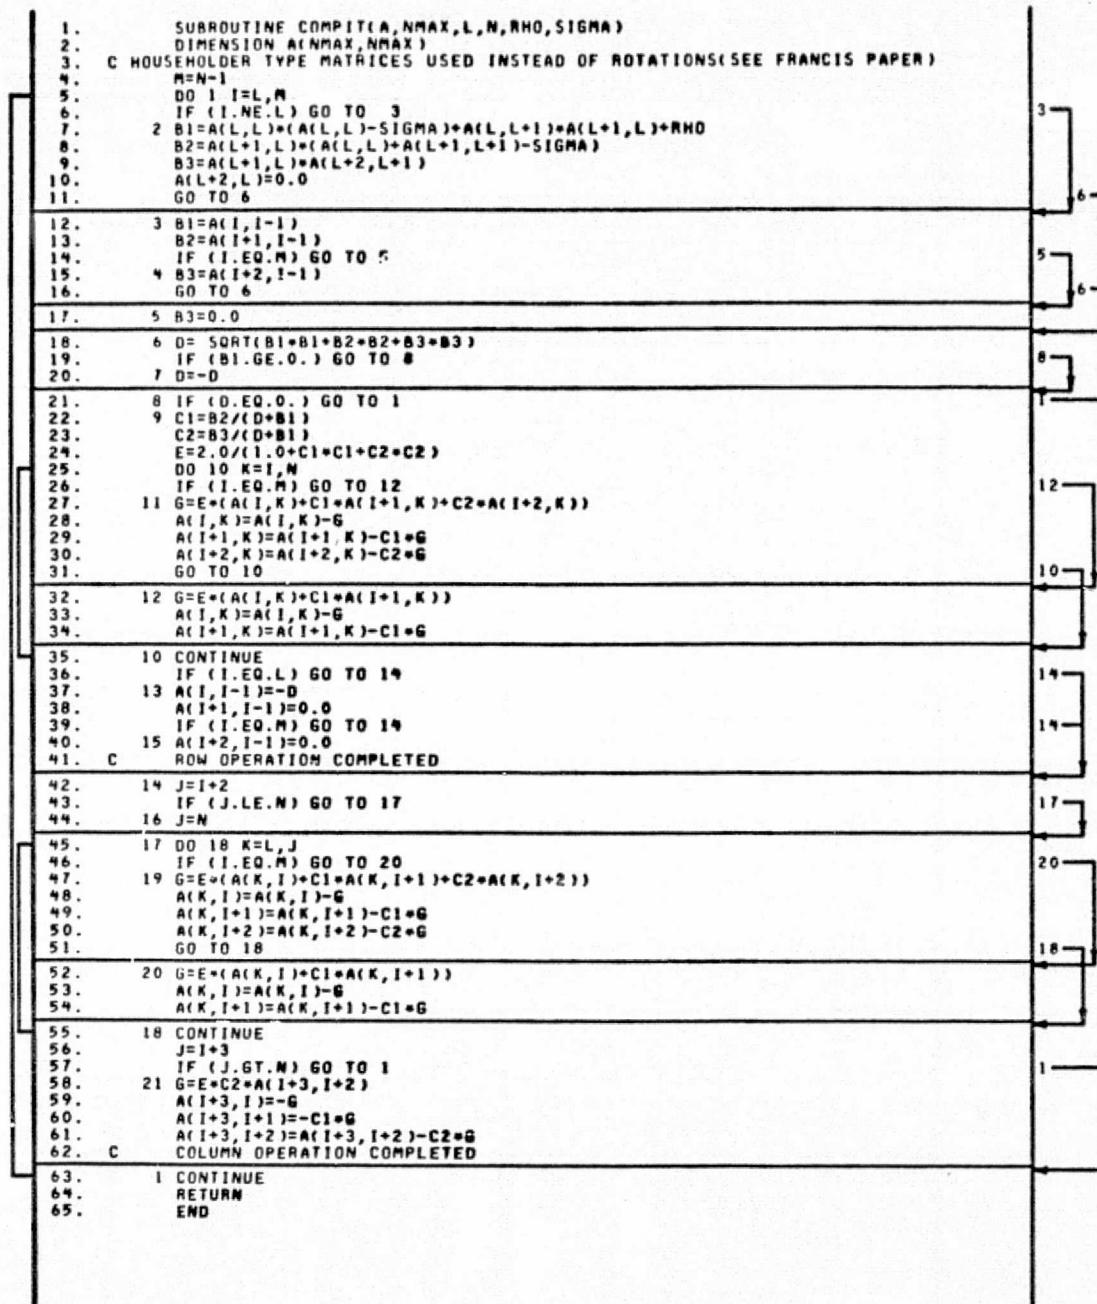 1. SUBROUTINE COMPIT(A,NMAX,L,N,RHO,SIGMA)
2. DIMENSION A(NMAX,NMAX)
3. C HOUSEHOLDER TYPE MATRICES USED INSTEAD OF ROTATIONS(SEE FRANCIS PAPER)
4. M=N-1
5. DO 1 I=L,M
6. IF (I.NE.L) GO TO 3
7. 2 B1=A(L,L)*(A(L,L)-SIGMA)+A(L,L+1)*A(L+1,L)+RHO
8. B2=A(L+1,L)*(A(L,L)+A(L+1,L+1)-SIGMA)
9. B3=A(L+1,L)*A(L+2,L+1)
10. A(L+2,L)=0.0
11. GO TO 6
12. 3 B1=A(I,I-1)
13. B2=A(I+1,I-1)
14. IF (I.EQ.M) GO TO 5
15. 4 B3=A(I+2,I-1)
16. GO TO 6
17. 5 B3=0.0
18. 6 D= SQRT(B1*B1+B2*B2+B3*B3)
19. IF (B1.GE.0.) GO TO 8
20. 7 D=-D
21. 8 IF (D.EQ.0.) GO TO 1
22. 9 C1=B2/(D+B1)
23. C2=B3/(D+B1)
24. E=2.0/(1.0+C1*C1+C2*C2)
25. DO 10 K=I,N
26. IF (I.EQ.M) GO TO 12
27. 11 G=E*(A(I,K)+C1*A(I+1,K)+C2*A(I+2,K))
28. A(I,K)=A(I,K)-G
29. A(I+1,K)=A(I+1,K)-C1*G
30. A(I+2,K)=A(I+2,K)-C2*G
31. GO TO 10
32. 12 G=E*(A(I,K)+C1*A(I+1,K))
33. A(I,K)=A(I,K)-G
34. A(I+1,K)=A(I+1,K)-C1*G
35. 10 CONTINUE
36. IF (I.EQ.L) GO TO 14
37. 13 A(I,I-1)=-D
38. A(I+1,I-1)=0.0
39. IF (I.EQ.M) GO TO 14
40. 15 A(I+2,I-1)=0.0
41. C ROW OPERATION COMPLETED
42. 14 J=I+2
43. IF (J.LE.N) GO TO 17
44. 16 J=N
45. 17 DO 18 K=L,J
46. IF (I.EQ.M) GO TO 20
47. 19 G=E*(A(K,I)+C1*A(K,I+1)+C2*A(K,I+2))
48. A(K,I)=A(K,I)-G
49. A(K,I+1)=A(K,I+1)-C1*G
50. A(K,I+2)=A(K,I+2)-C2*G
51. GO TO 18
52. 20 G=E*(A(K,I)+C1*A(K,I+1))
53. A(K,I)=A(K,I)-G
54. A(K,I+1)=A(K,I+1)-C1*G
55. 18 CONTINUE
56. J=I+3
57. IF (J.GT.N) GO TO 1
58. 21 G=E*C2*A(I+3,I+2)
59. A(I+3,I)=-G
60. A(I+3,I+1)=-C1*G
61. A(I+3,I+2)=A(I+3,I+2)-C2*G
62. C COLUMN OPERATION COMPLETED
63. 1 CONTINUE
64. RETURN
65. END
3
6
5
6
8
1
12
10
14
14
17
20
18
1